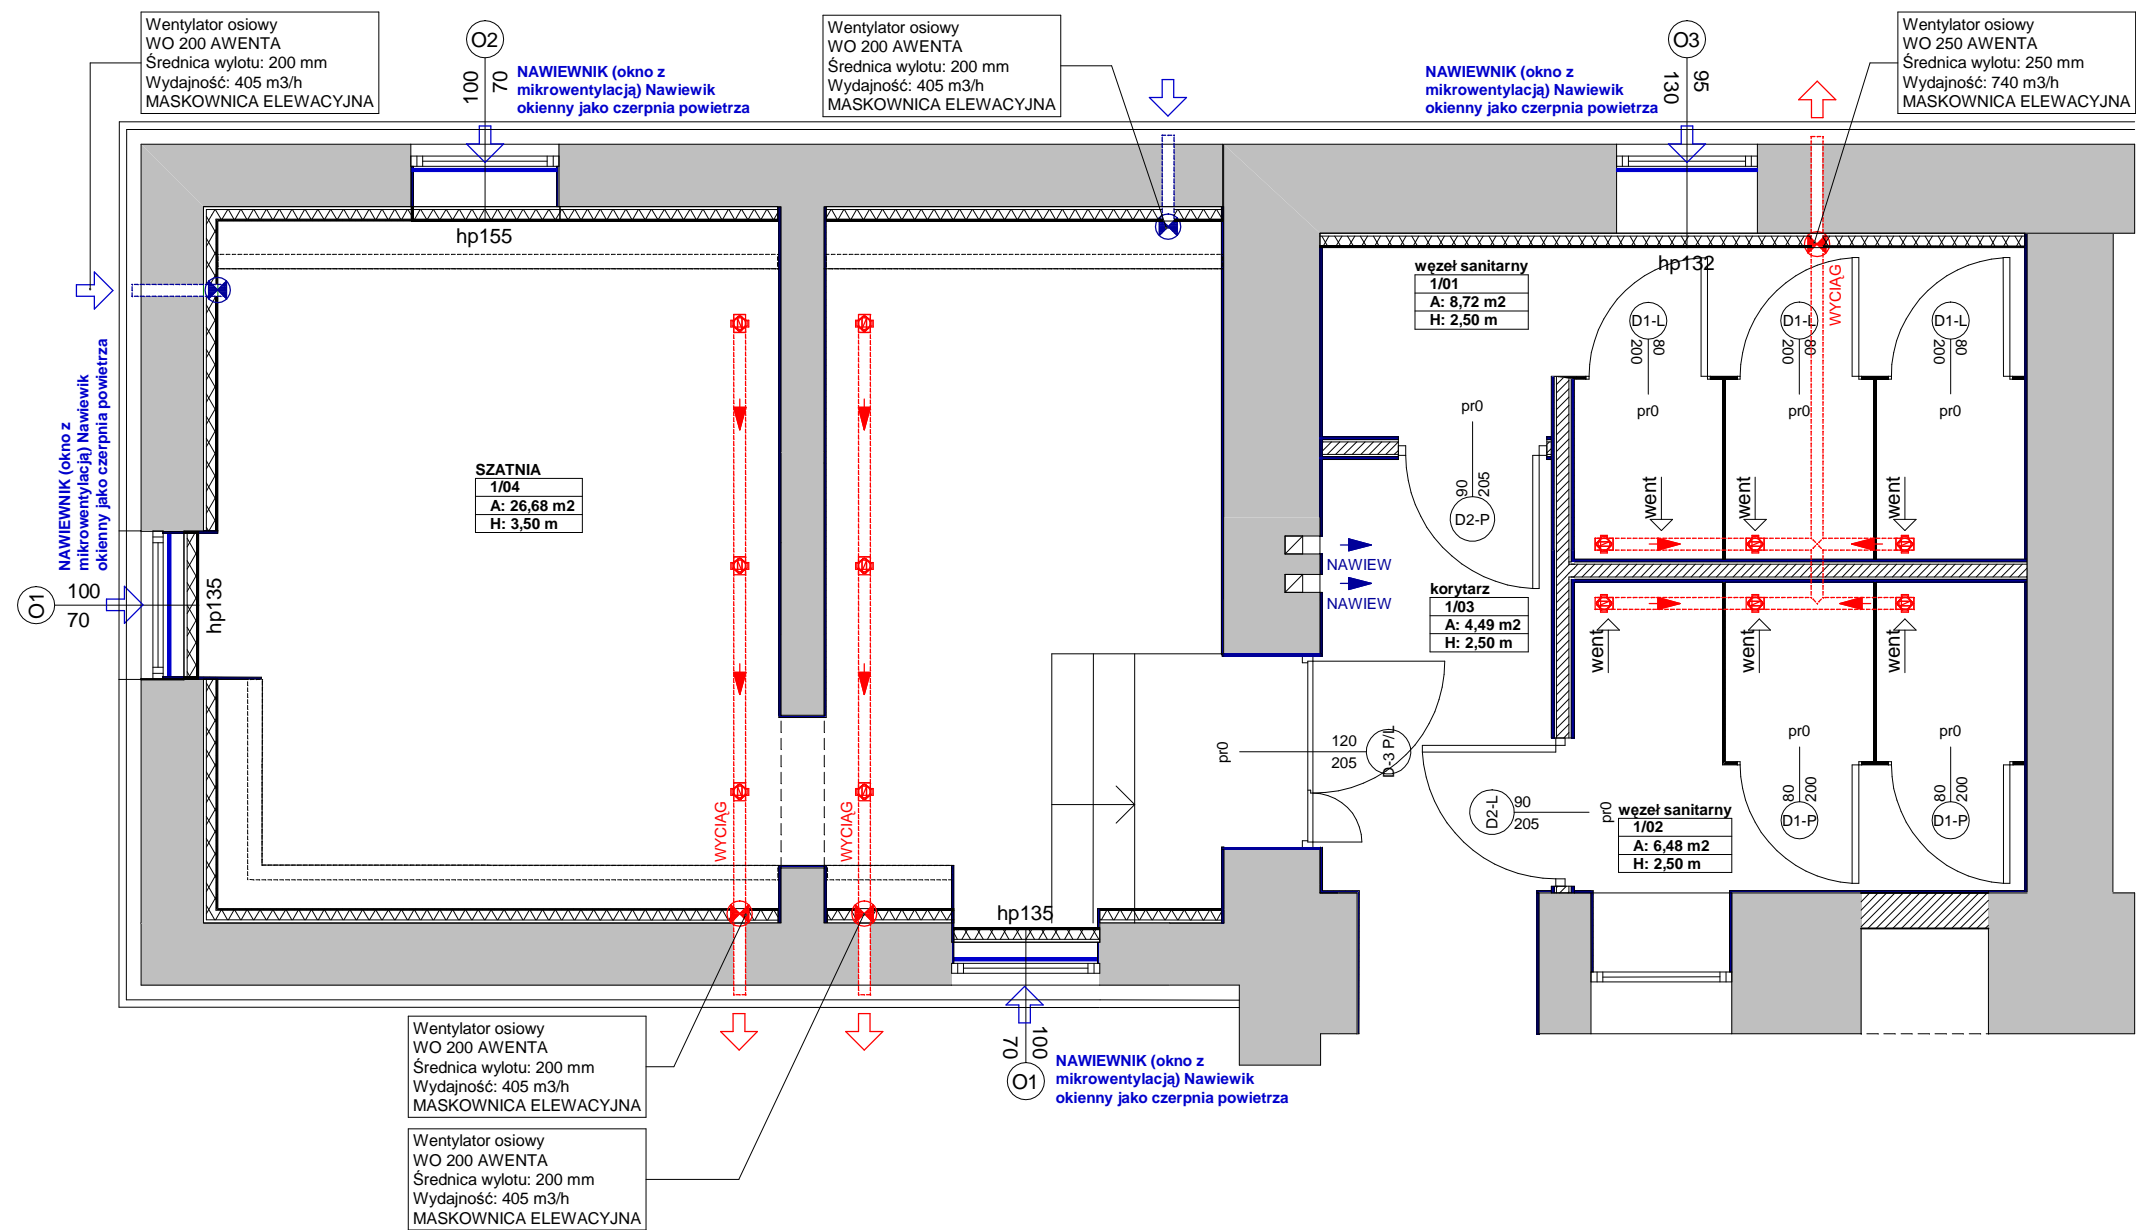 Wentylator osiowy
WO 200 AWENTA
Średnica wylotu: 200 mm
Wydajność: 405 m3/h
MASKOWNICA ELEWACYJNA
O2
100
70
NAWIEWNIK (okno z
mikrowentylacją) Nawiewik
okienny jako czerpnia powietrza
Wentylator osiowy
WO 200 AWENTA
Średnica wylotu: 200 mm
Wydajność: 405 m3/h
MASKOWNICA ELEWACYJNA
NAWIEWNIK (okno z
mikrowentylacją) Nawiewik
okienny jako czerpnia powietrza
O3
130
95
Wentylator osiowy
WO 250 AWENTA
Średnica wylotu: 250 mm
Wydajność: 740 m3/h
MASKOWNICA ELEWACYJNA
hp155
hp132
węzeł sanitarny
1/01
A: 8,72 m2
H: 2,50 m
WYCIĄG
D1-L
80
200
pr0
D1-L
80
200
pr0
D1-L
80
200
pr0
pr0
90
205
D2-P
NAWIEWNIK (okno z
mikrowentylacją) Nawiewik
okienny jako czerpnia powietrza
SZATNIA
1/04
A: 26,68 m2
H: 3,50 m
went
went
went
NAWIEW
NAWIEW
O1
100
70
hp135
korytarz
1/03
A: 4,49 m2
H: 2,50 m
went
went
went
pr0
120
205
D-3 P/L
pr0
80
200
D1-P
pr0
80
200
D1-P
D2-L
90
205
pr0
węzeł sanitarny
1/02
A: 6,48 m2
H: 2,50 m
WYCIĄG
WYCIĄG
hp135
Wentylator osiowy
WO 200 AWENTA
Średnica wylotu: 200 mm
Wydajność: 405 m3/h
MASKOWNICA ELEWACYJNA
70
100
O1
NAWIEWNIK (okno z
mikrowentylacją) Nawiewik
okienny jako czerpnia powietrza
Wentylator osiowy
WO 200 AWENTA
Średnica wylotu: 200 mm
Wydajność: 405 m3/h
MASKOWNICA ELEWACYJNA